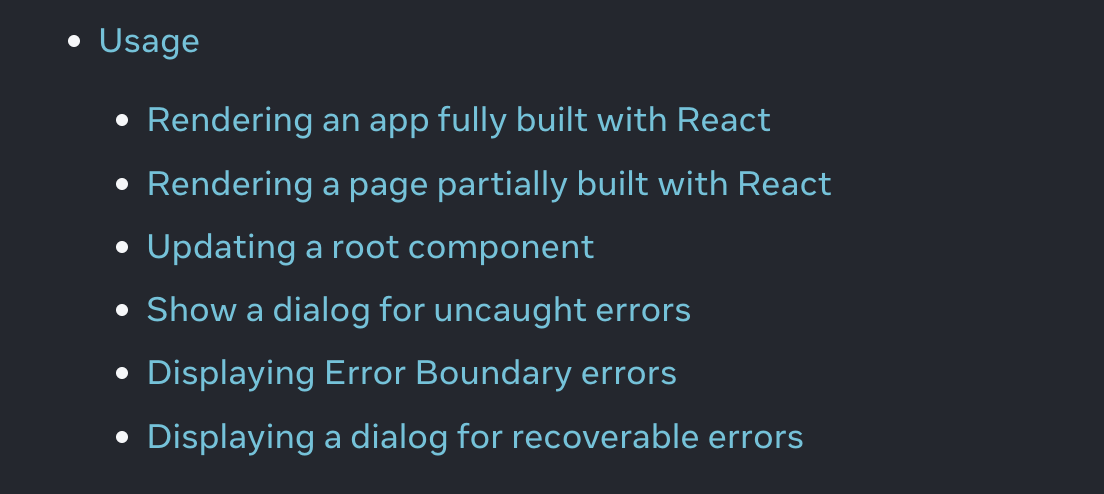 Usage
Rendering an app fully built with React
Rendering a page partially built with React
Updating a root component
Show a dialog for uncaught errors
Displaying Error Boundary errors
Displaying a dialog for recoverable errors